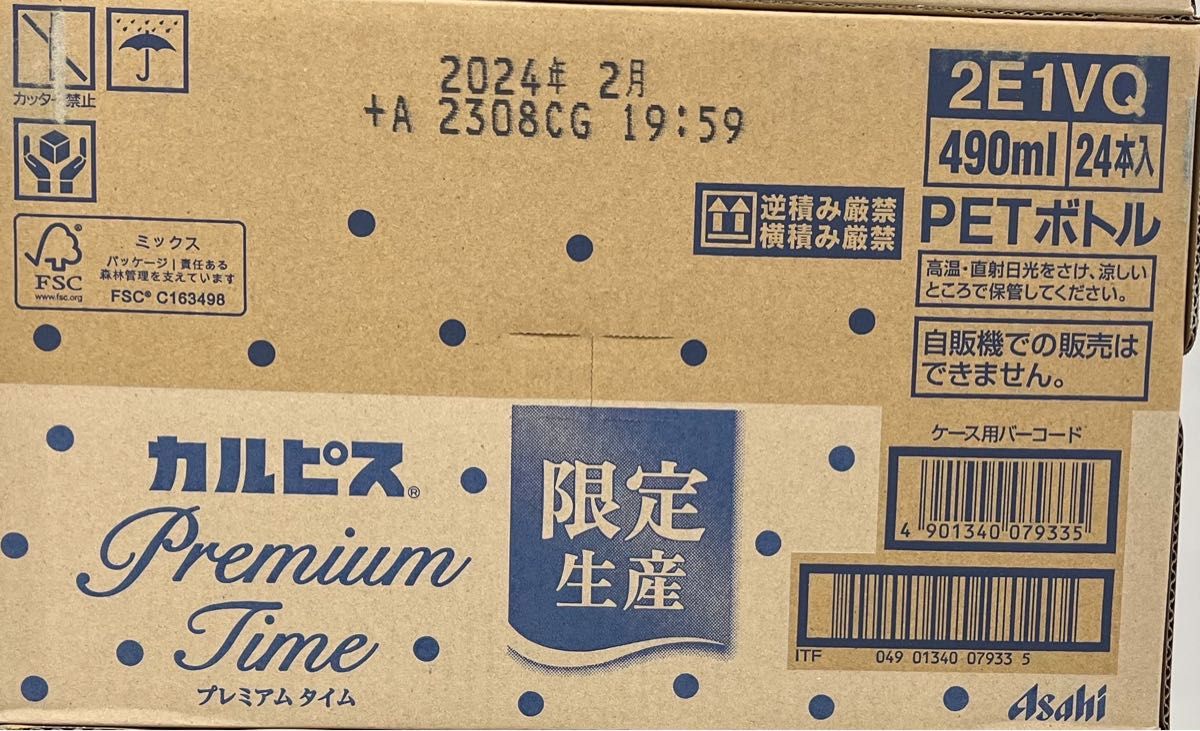 カッター禁止
2024年 2月
+A 2308CG 19:59
2E1VQ
490ml 24本入
PETボトル
逆積み厳禁
横積み厳禁
高温・直射日光をさけ、涼しい
ところで保管してください。
自販機での販売は
できません。
FSC®
www.fsc.org
ミックス
パッケージ|責任ある
森林管理を支えています
FSC® C163498
カルピス®
Premium
Time
プレミアム タイム
限定
生産
ケース用バーコード
4 901340 079335
ITF 049 01340 07933 5
Asahi